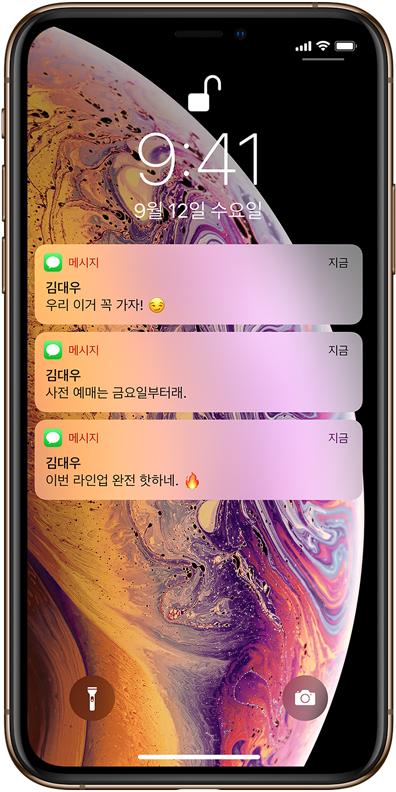 9:41
9월 12일 수요일
메시지 지금
김대우
우리 이거 꼭 가자! 😏
메시지 지금
김대우
사전 예매는 금요일부터래.
메시지 지금
김대우
이번 라인업 완전 핫하네. 🔥